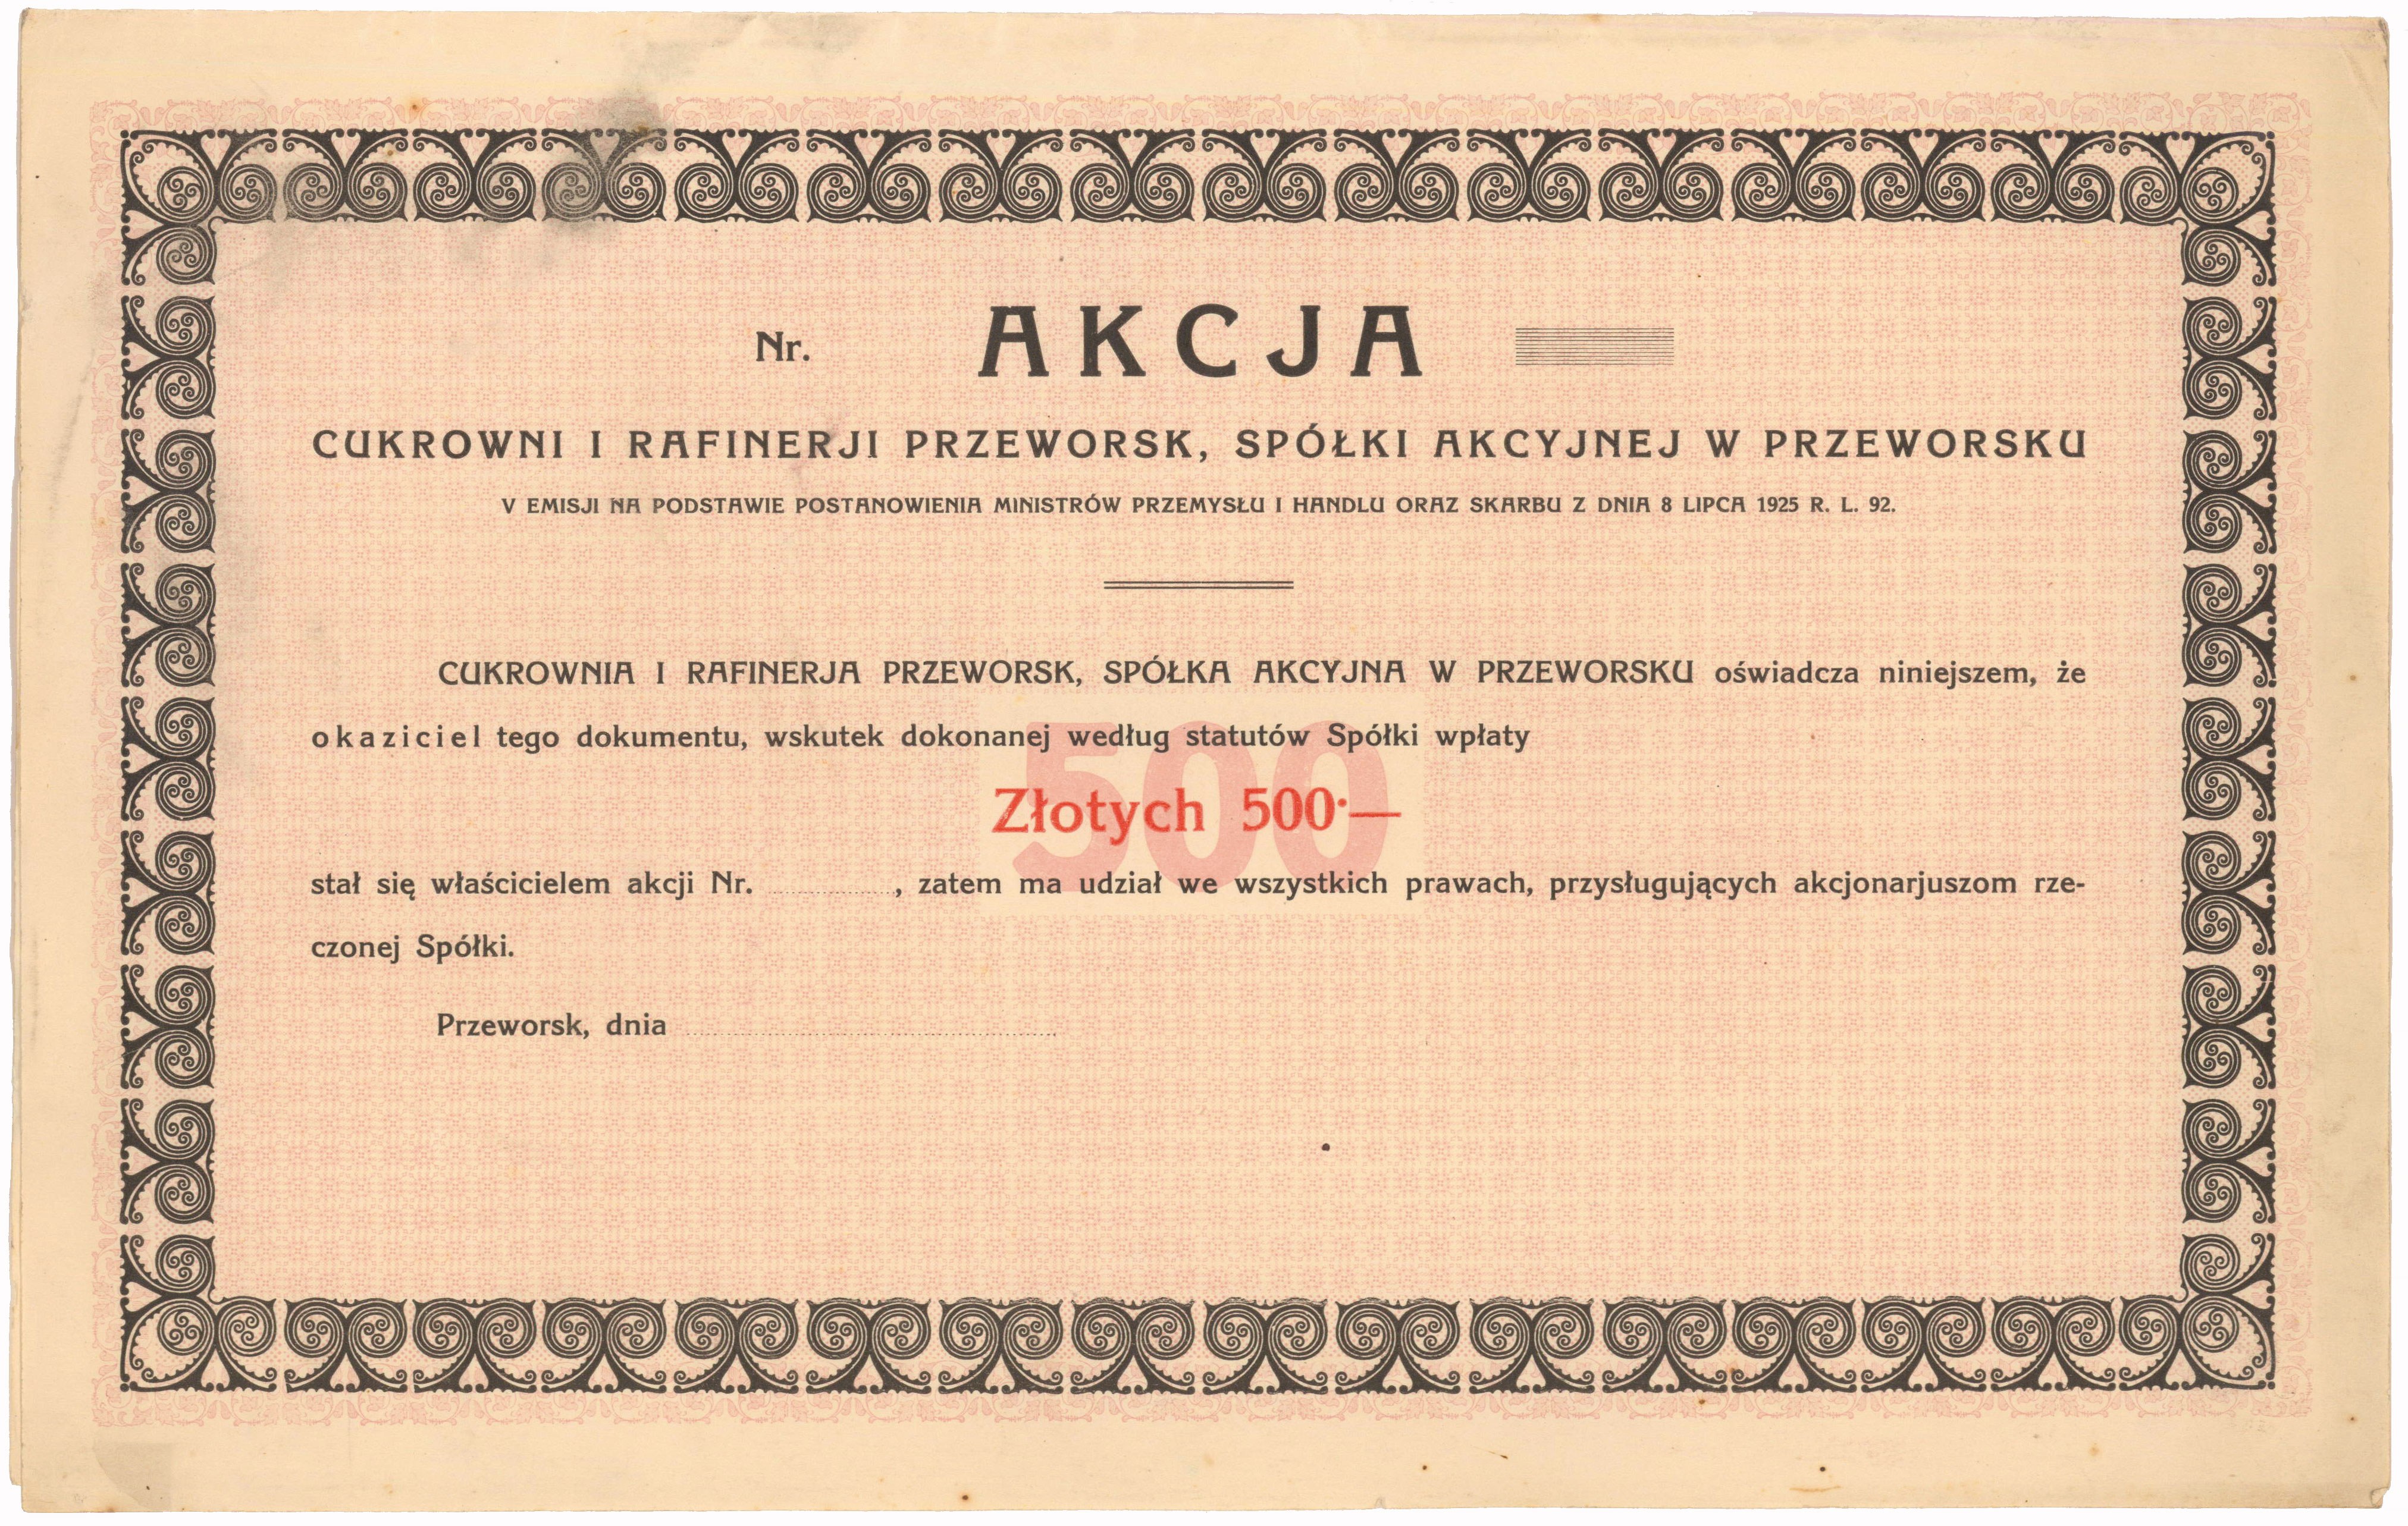 Nr. AKCJA
CUKROWNI I RAFINERJI PRZEWORSK, SPÓŁKI AKCYJNEJ W PRZEWORSKU
V EMISJI NA PODSTAWIE POSTANOWIENIA MINISTRÓW PRZEMYSŁU I HANDLU ORAZ SKARBU Z DNIA 8 LIPCA 1925 R. L. 92.
CUKROWNIA I RAFINERJA PRZEWORSK, SPÓŁKA AKCYJNA W PRZEWORSKU oświadcza niniejszem, że
okaziciel tego dokumentu, wskutek dokonanej według statutów Spółki wpłaty
500
Złotych 500·—
stał się właścicielem akcji Nr. ............, zatem ma udział we wszystkich prawach, przysługujących akcjonarjuszom rze-
czonej Spółki.
Przeworsk, dnia ............